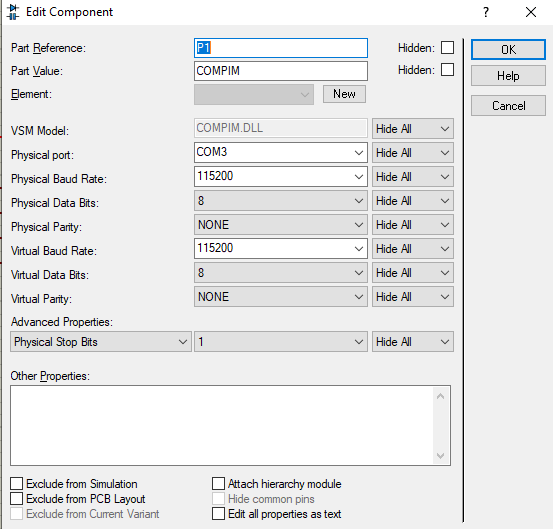 Edit Component
Part Reference: P1 Hidden:
Part Value: COMPIM Hidden:
Element: New
VSM Model: COMPIM.DLL Hide All
Physical port: COM3 Hide All
Physical Baud Rate: 115200 Hide All
Physical Data Bits: 8 Hide All
Physical Parity: NONE Hide All
Virtual Baud Rate: 115200 Hide All
Virtual Data Bits: 8 Hide All
Virtual Parity: NONE Hide All
Advanced Properties:
Physical Stop Bits 1 Hide All
Other Properties:
Exclude from Simulation Attach hierarchy module
Exclude from PCB Layout Hide common pins
Exclude from Current Variant Edit all properties as text
?
OK
Help
Cancel